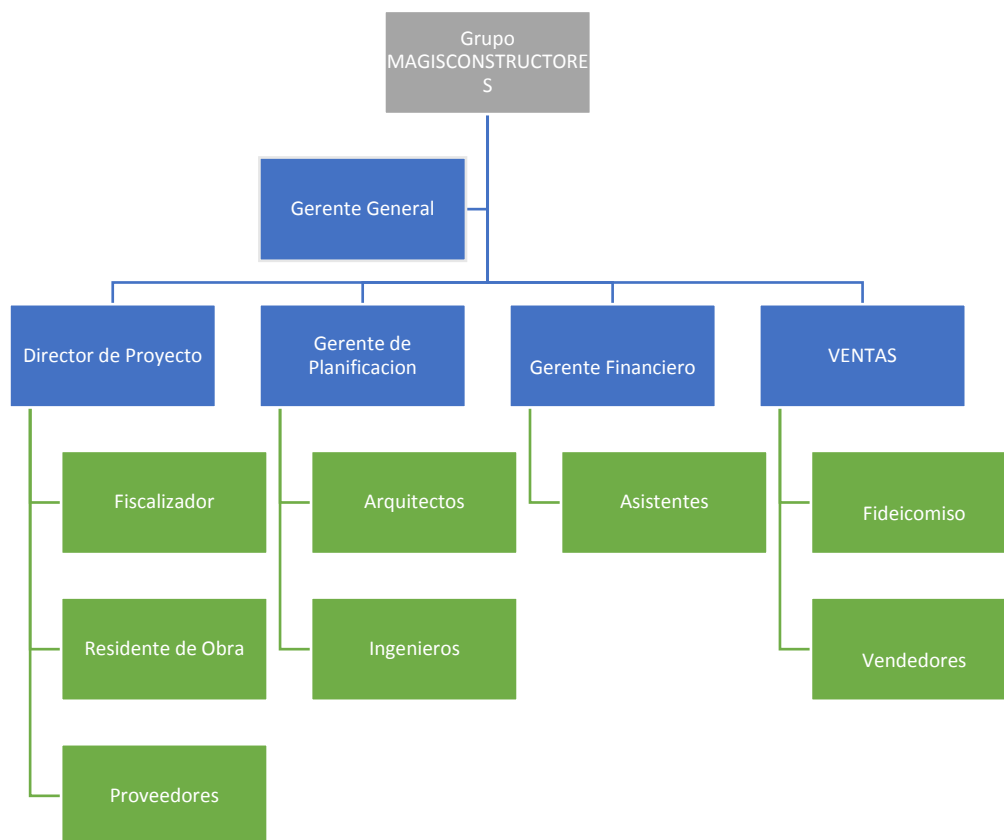 Grupo
MAGISCONSTRUCTORE
S
Gerente General
Director de Proyecto
Gerente de
Planificacion
Gerente Financiero
VENTAS
Fiscalizador
Arquitectos
Asistentes
Fideicomiso
Residente de Obra
Ingenieros
Vendedores
Proveedores